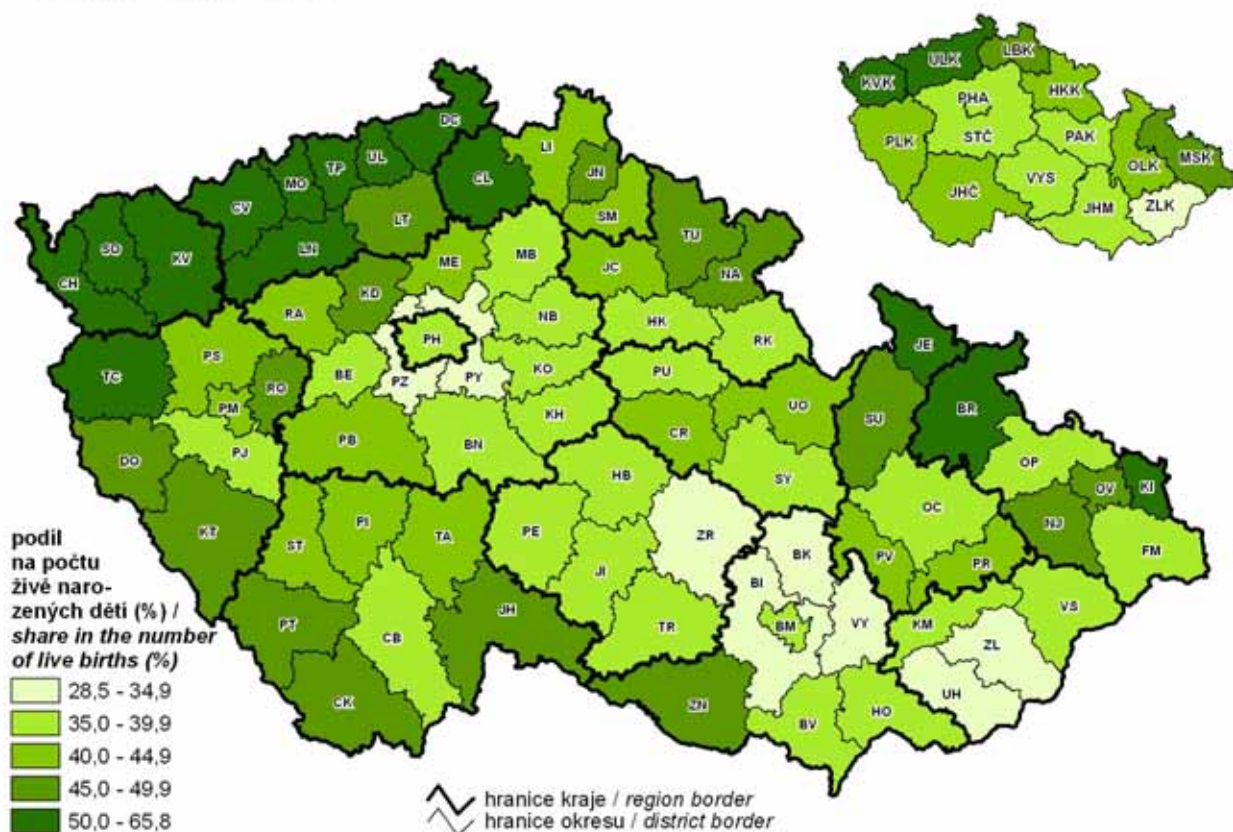 KVK
ULK
LBK
HKK
PHA
STČ
PAK
PLK
OLK
MSK
VYS
JHČ
JHM
ZLK
DC
UL
TP
MO
CV
CL
LI
JN
LT
SM
LN
SO
KV
CH
TU
MB
ME
JC
NA
KD
RA
NB
HK
PH
RK
PS
TC
RO
BE
PZ
PY
KO
PU
JE
PM
UO
KH
CR
SU
BR
PB
BN
DO
PJ
SY
OP
HB
OV
KI
OC
NJ
KT
ST
PI
TA
PE
ZR
BK
PV
PR
FM
JI
BI
VS
PT
CB
JH
TR
BM
VY
KM
ZL
UH
CK
ZN
BV
HO
podíl
na počtu
živě naro-
zených dětí (%) /
share in the number
of live births (%)
28,5 - 34,9
35,0 - 39,9
40,0 - 44,9
45,0 - 49,9
50,0 - 65,8
hranice kraje / region border
hranice okresu / district border